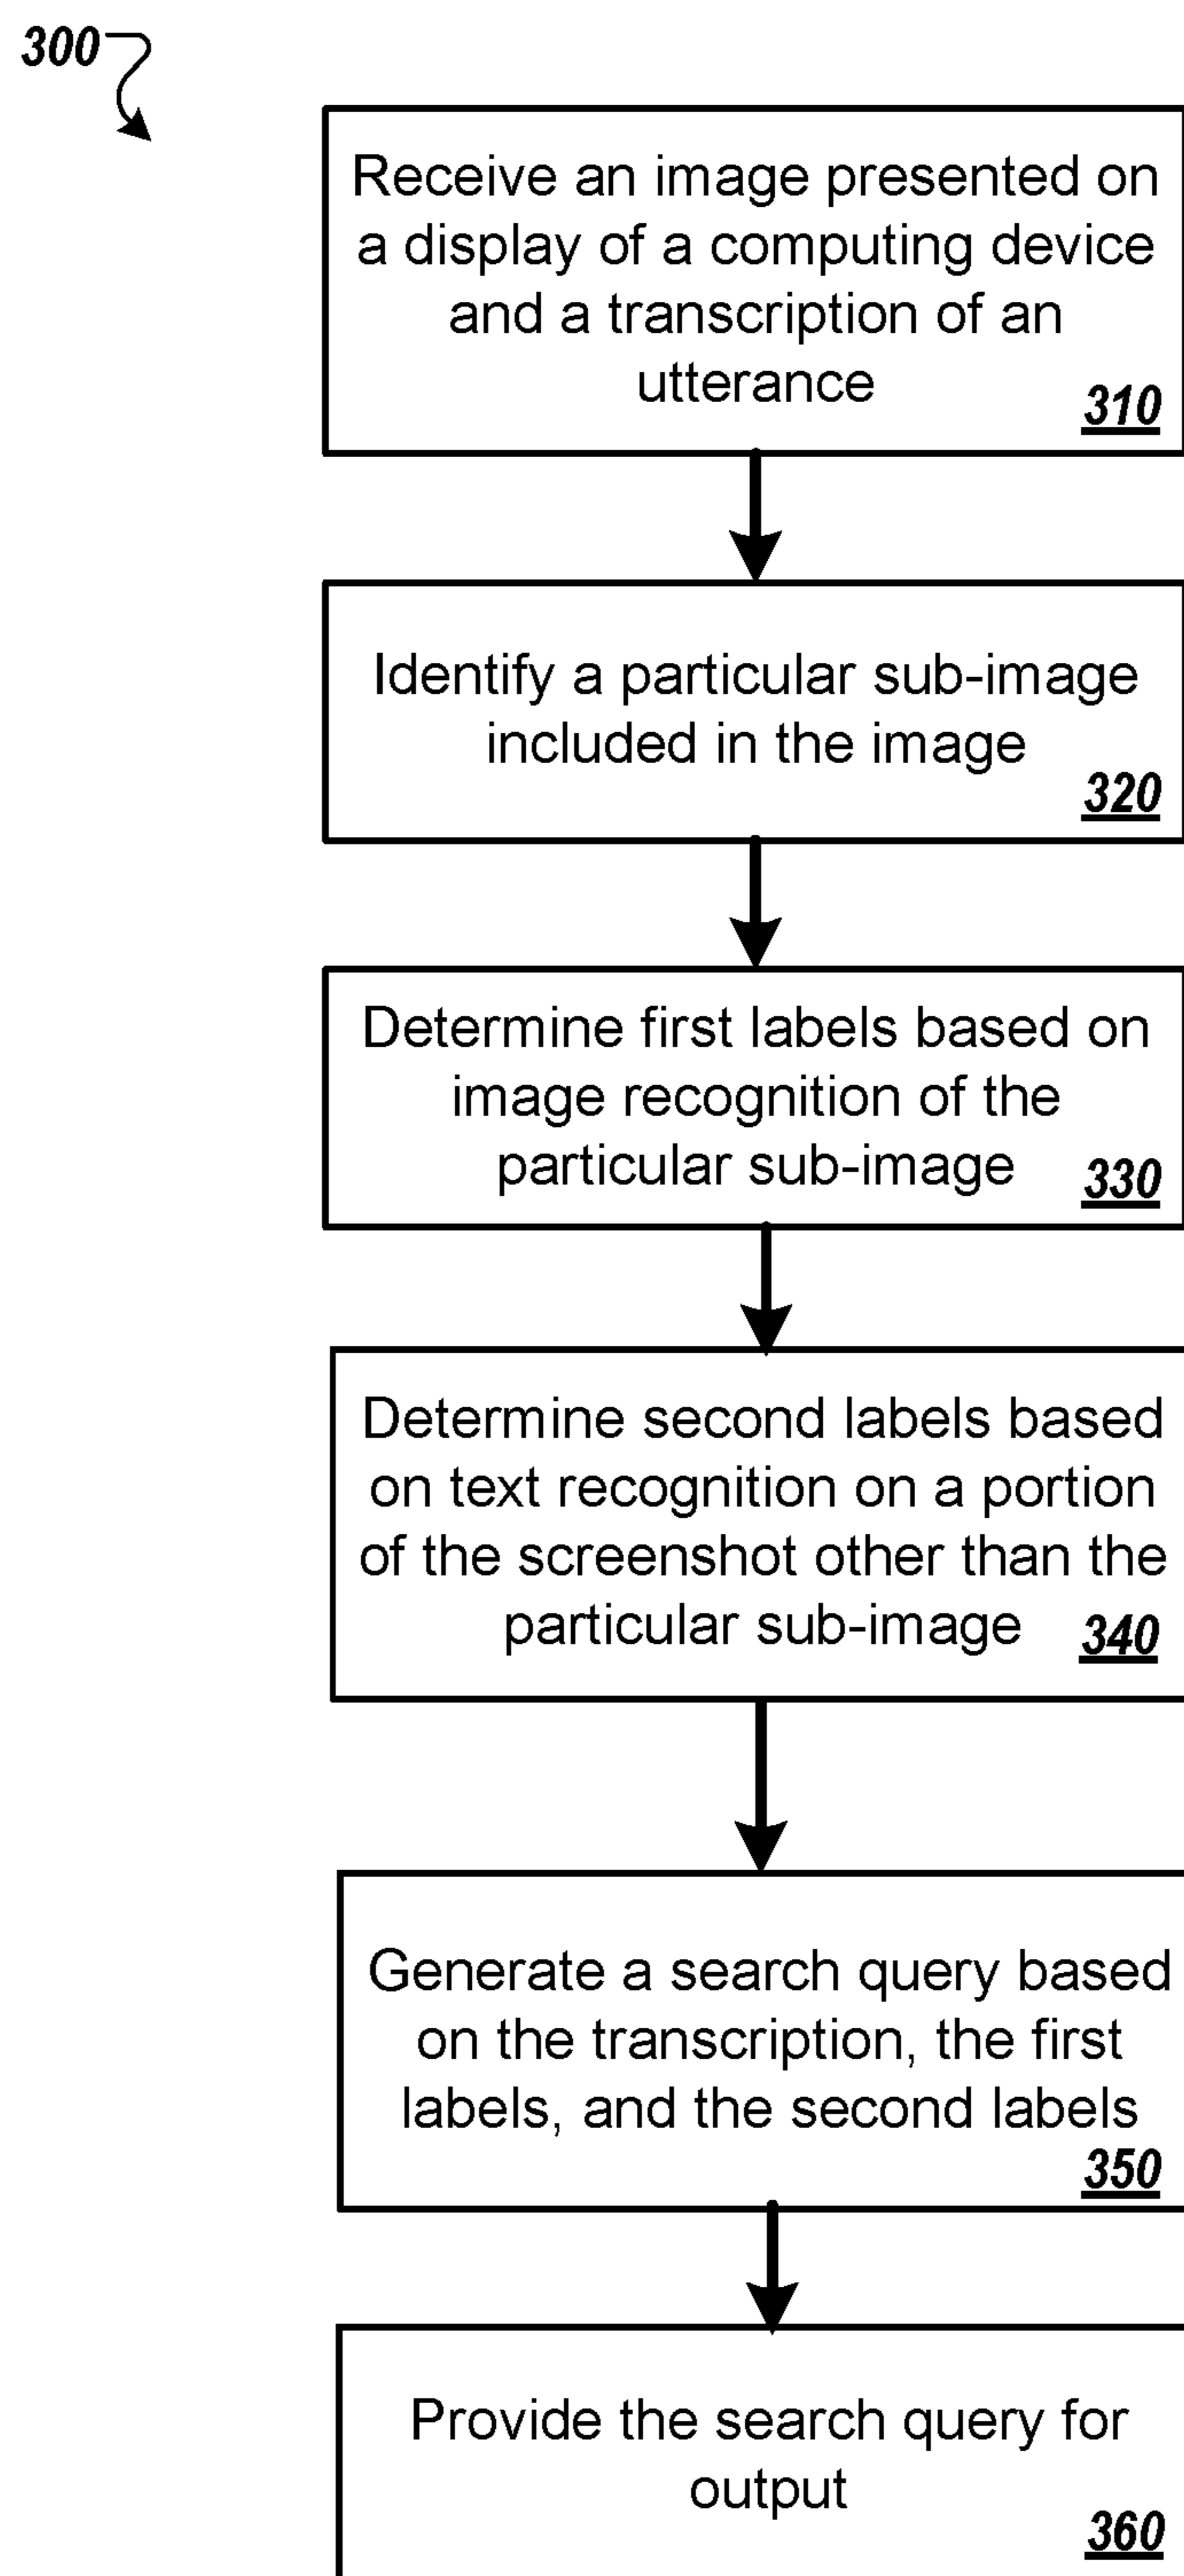 300
Receive an image presented on
a display of a computing device
and a transcription of an
utterance
310
Identify a particular sub-image
included in the image
320
Determine first labels based on
image recognition of the
particular sub-image
330
Determine second labels based
on text recognition on a portion
of the screenshot other than the
particular sub-image
340
Generate a search query based
on the transcription, the first
labels, and the second labels
350
Provide the search query for
output
360